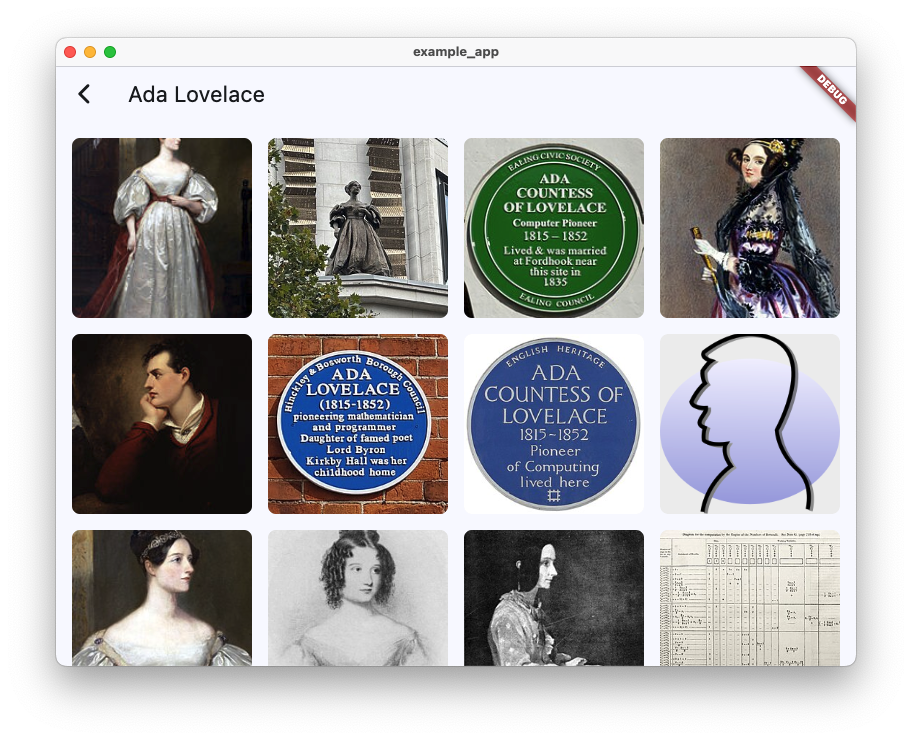 example_app
DEBUG
Ada Lovelace
EALING CIVIC SOCIETY
ADA
COUNTESS
OF LOVELACE
Computer Pioneer
1815 – 1852
Lived & was married
at Fordhook near
this site in
1835
EALING COUNCIL
Hinckley & Bosworth Borough Council
ADA
LOVELACE
(1815-1852)
pioneering mathematician
and programmer
Daughter of famed poet
Lord Byron
Kirkby Hall was her
childhood home
ENGLISH HERITAGE
ADA
COUNTESS OF
LOVELACE
1815-1852
Pioneer
of Computing
lived here